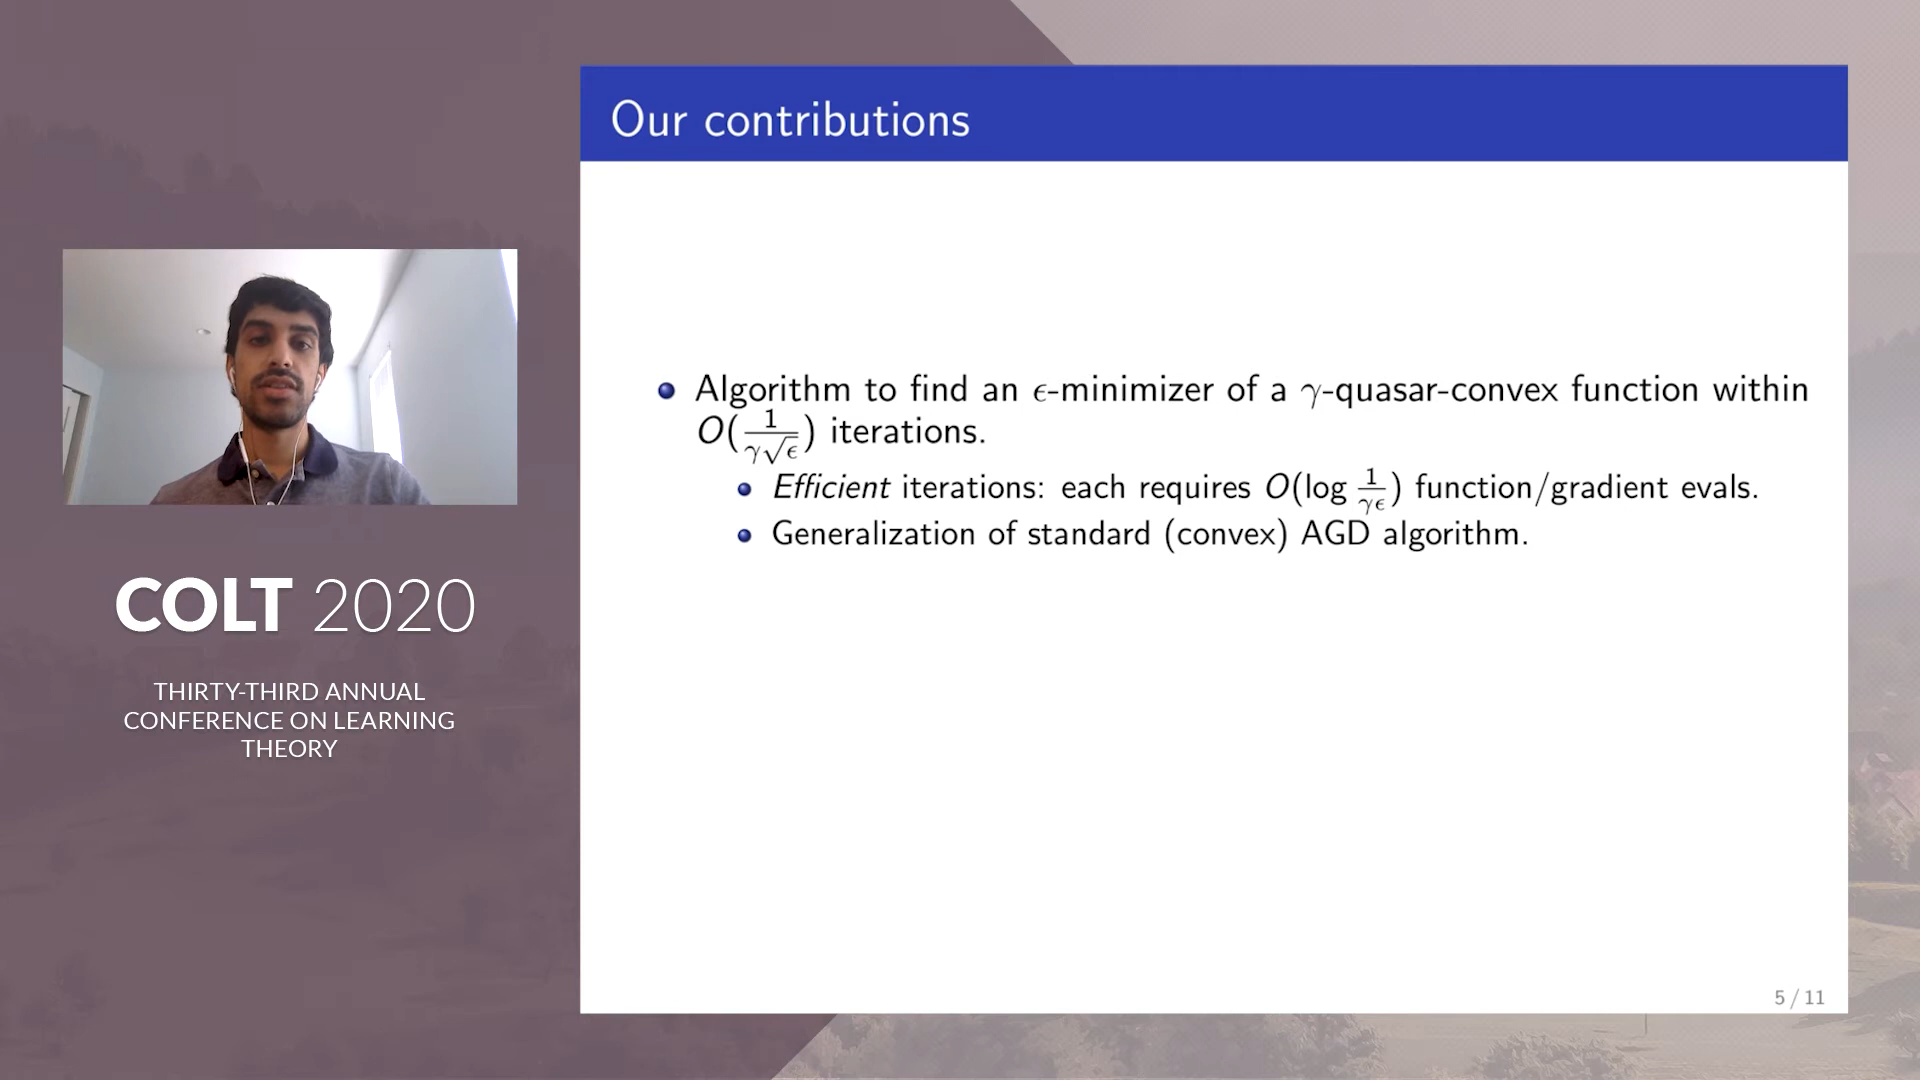 COLT 2020
THIRTY-THIRD ANNUAL
CONFERENCE ON LEARNING
THEORY
Our contributions
Algorithm to find an ϵ-minimizer of a γ-quasar-convex function within
O(1/(γ√ϵ)) iterations.
Efficient iterations: each requires O(log 1/(γϵ)) function/gradient evals.
Generalization of standard (convex) AGD algorithm.
5 / 11